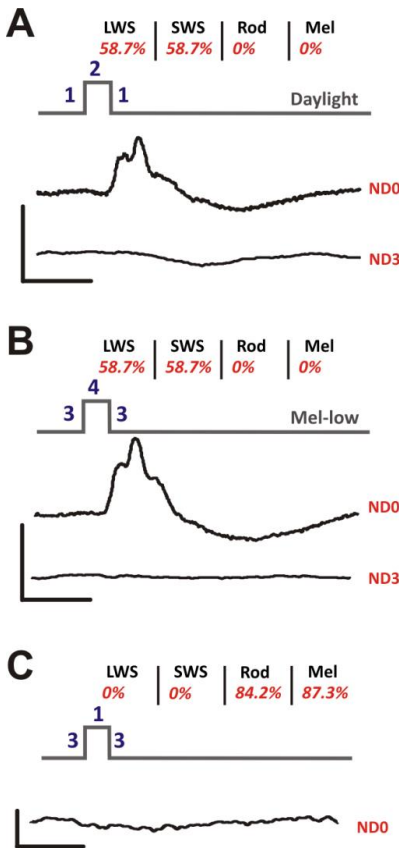 A
LWS SWS Rod Mel
58.7% 58.7% 0% 0%
2
1 1
Daylight
ND0
ND3
B
LWS SWS Rod Mel
58.7% 58.7% 0% 0%
4
3 3
Mel-low
ND0
ND3
C
LWS SWS Rod Mel
0% 0% 84.2% 87.3%
1
3 3
ND0